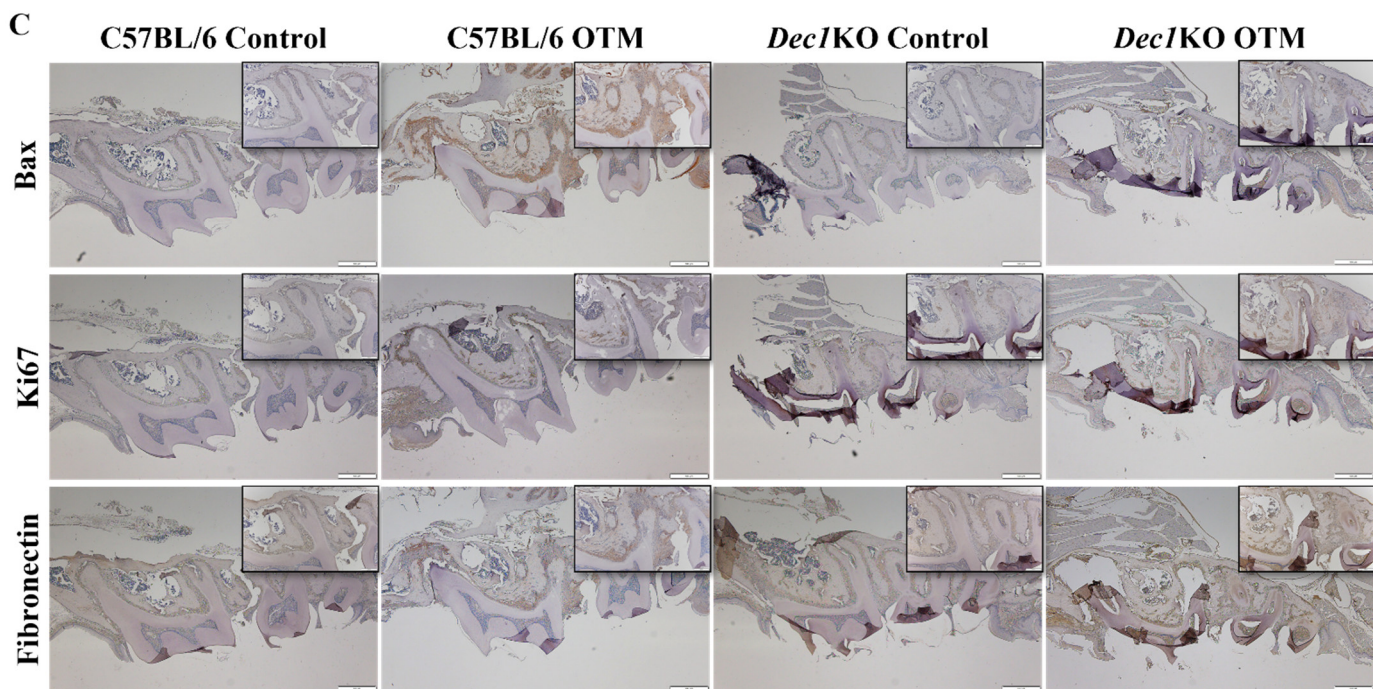 C
C57BL/6 Control
C57BL/6 OTM
Dec1KO Control
Dec1KO OTM
Bax
Ki67
Fibronectin